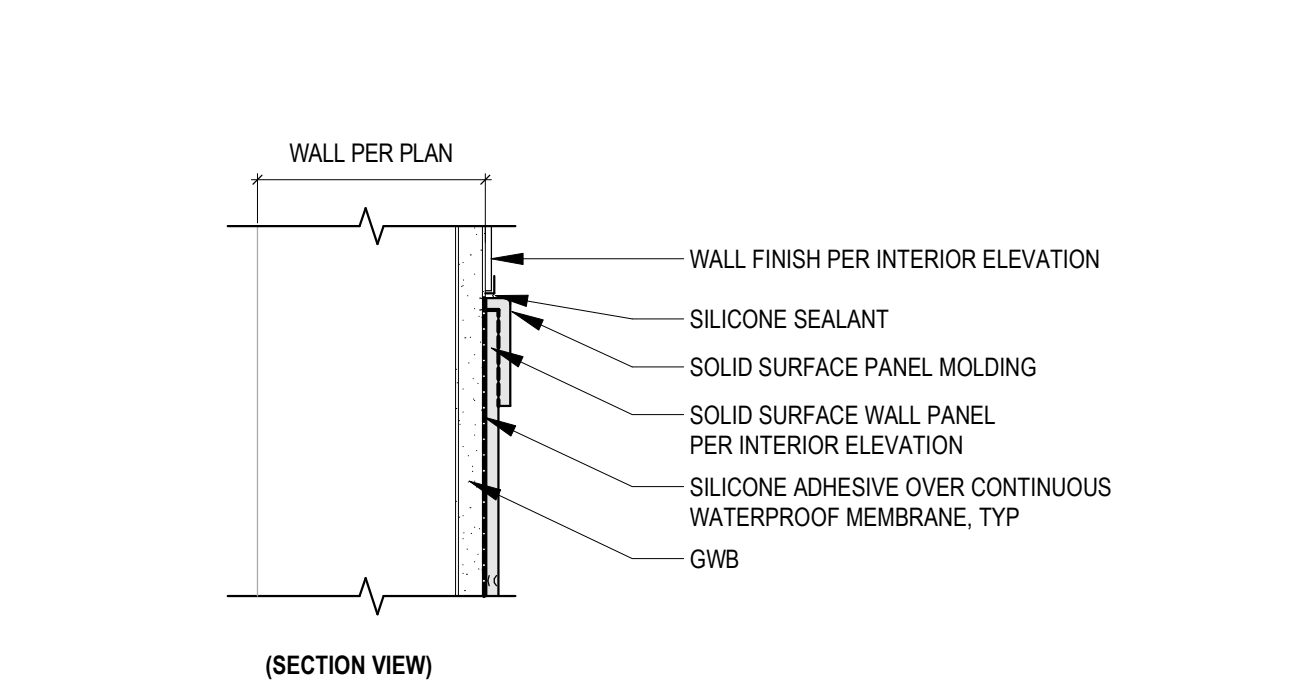 WALL PER PLAN
WALL FINISH PER INTERIOR ELEVATION
SILICONE SEALANT
SOLID SURFACE PANEL MOLDING
SOLID SURFACE WALL PANEL
PER INTERIOR ELEVATION
SILICONE ADHESIVE OVER CONTINUOUS
WATERPROOF MEMBRANE, TYP
GWB
(SECTION VIEW)